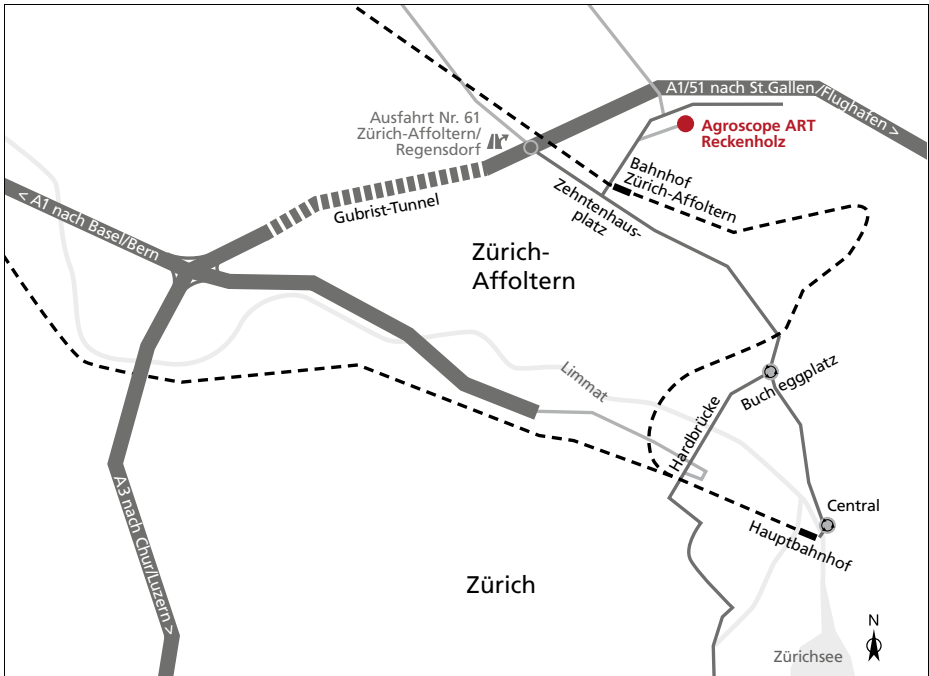 A1/51 nach St.Gallen/Flughafen >
Ausfahrt Nr. 61
Zürich-Affoltern/
Regensdorf
Agroscope ART
Reckenholz
Bahnhof
Zürich-Affoltern
Zehntenhaus-
platz
Gubrist-Tunnel
< A1 nach Basel/Bern
Zürich-
Affoltern
Limmat
Bucheggplatz
Hardbrücke
A3 nach Chur/Luzern >
Central
Hauptbahnhof
Zürich
N
Zürichsee